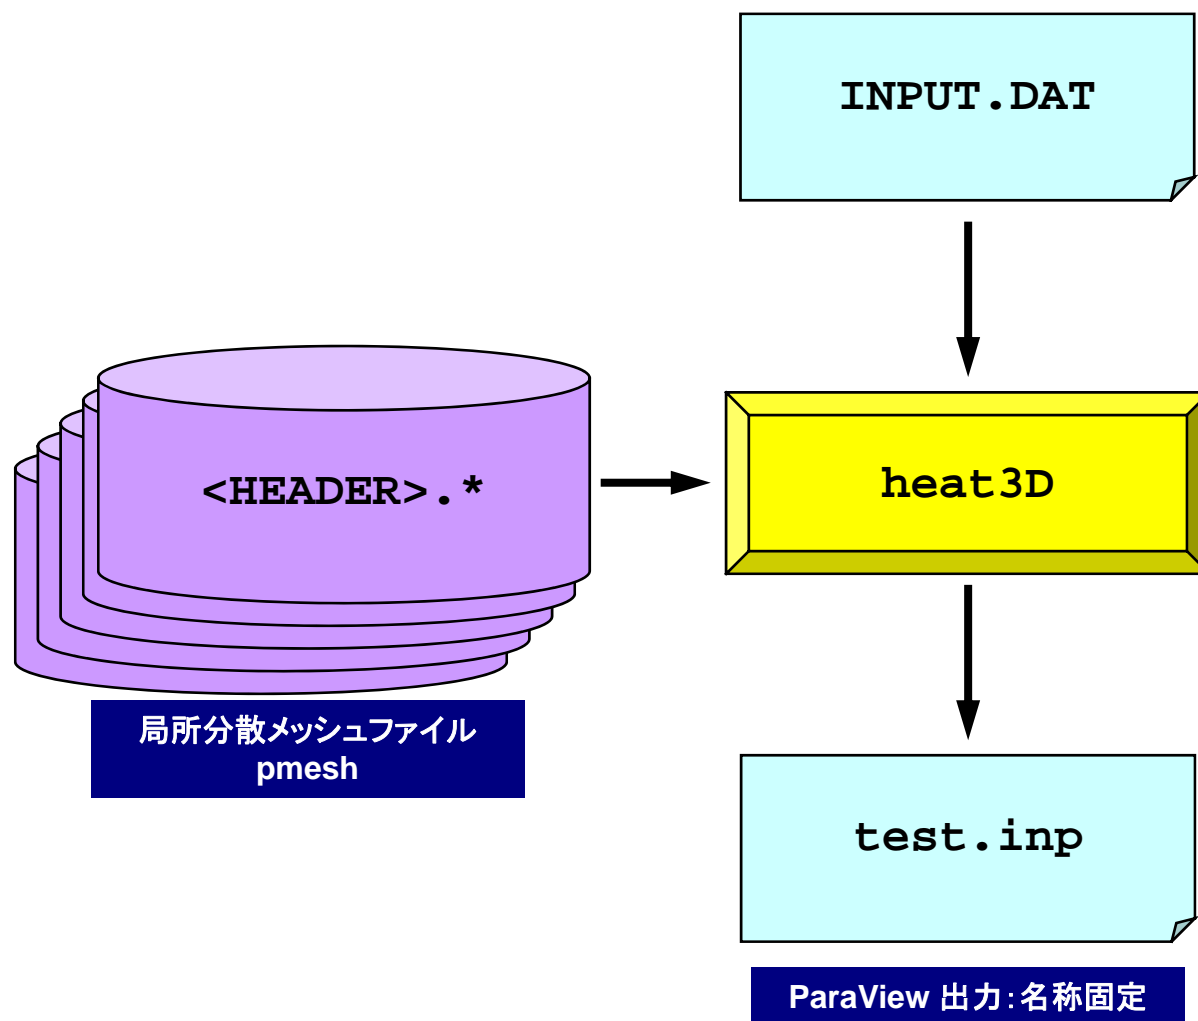 INPUT.DAT
<HEADER>.*
heat3D
局所分散メッシュファイル
pmesh
test.inp
ParaView 出力:名称固定